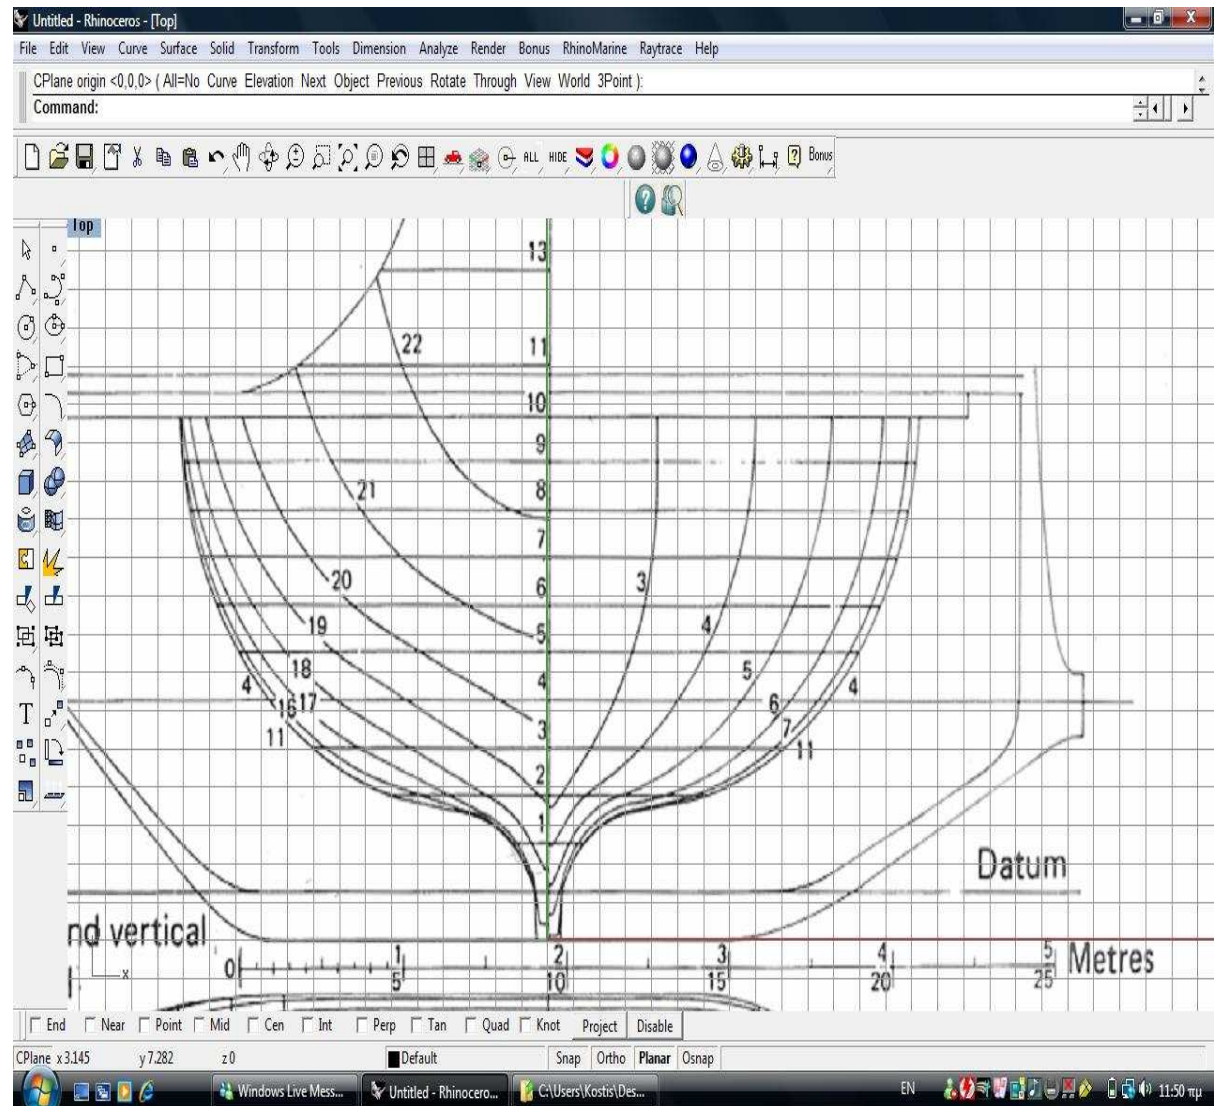 Untitled - Rhinoceros - [Top]
File Edit View Curve Surface Solid Transform Tools Dimension Analyze Render Bonus RhinoMarine Raytrace Help
CPlane origin <0,0,0> ( All=No Curve Elevation Next Object Previous Rotate Through View World 3Point ):
Command:
ALL HIDE Bonus
Top
13
22 11
10
9
21 8
7
20 6 3
19 5 4
18 4 5 4
4 16 17 3 6
11 7 11
2
1
Datum
nd vertical
0 1 2 3 4 5 Metres
5 10 15 20 25
x
End Near Point Mid Cen Int Perp Tan Quad Knot Project Disable
CPlane x 3.145 y 7.282 z 0 Default Snap Ortho Planar Osnap
Windows Live Mess... Untitled - Rhinocero... C:\Users\Kostis\Des... EN 11:50 πμ